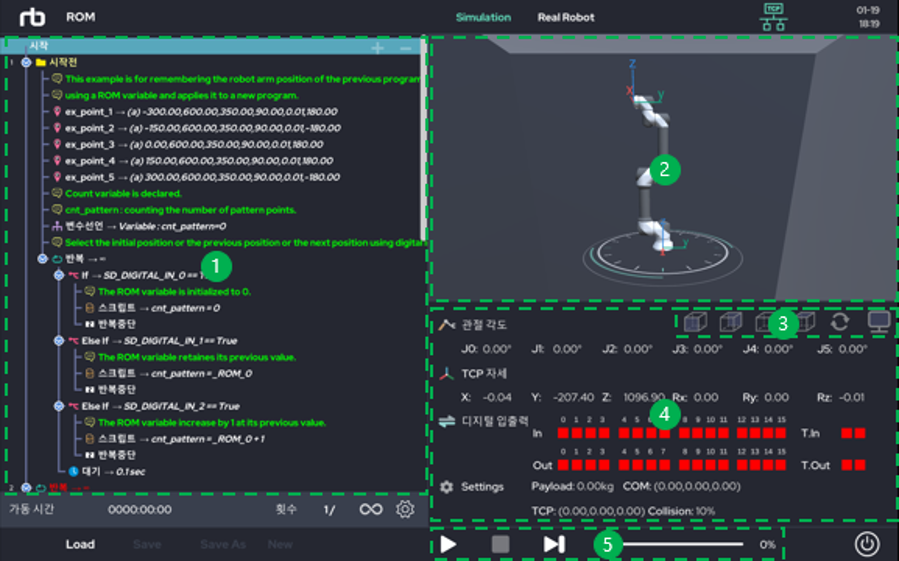 rb ROM Simulation Real Robot TCP 01-19
18:19
시작
1 시작전
This example is for remembering the robot arm position of the previous program
using a ROM variable and applies it to a new program.
ex_point_1 → (a) -300.00,600.00,350.00,90.00,0.01,180.00
ex_point_2 → (a) -150.00,600.00,350.00,90.00,0.01,-180.00
ex_point_3 → (a) 0.00,600.00,350.00,90.00,0.01,180.00
ex_point_4 → (a) 150.00,600.00,350.00,90.00,0.01,180.00
ex_point_5 → (a) 300.00,600.00,350.00,90.00,0.01,-180.00
Count variable is declared.
cnt_pattern : counting the number of pattern points.
변수선언 → Variable : cnt_pattern=0
Select the initial position or the previous position or the next position using digita
반복 → ∞
If → SD_DIGITAL_IN_0 == T
1
The ROM variable is initialized to 0.
스크립트 → cnt_pattern = 0
반복중단
Else If → SD_DIGITAL_IN_1 == True
The ROM variable retaines its previous value.
스크립트 → cnt_pattern = _ROM_0
반복중단
Else If → SD_DIGITAL_IN_2 == True
The ROM variable increase by 1 at its previous value.
스크립트 → cnt_pattern = _ROM_0 + 1
반복중단
대기 → 0.1 sec
2 반복 → ∞
가동 시간 0000:00:00 횟수 1/ ∞
Load Save Save As New
Z
X Y
2
Z
Y
3
관절 각도
J0: 0.00° J1: 0.00° J2: 0.00° J3: 0.00° J4: 0.00° J5: 0.00°
TCP 자세
X: -0.04 Y: -207.40 Z: 1096.90 Rx: 0.00 Ry: 0.00 Rz: -0.01
4
디지털 입출력
0 1 2 3 4 5 6 7 8 9 10 11 12 13 14 15
In T.In
0 1 2 3 4 5 6 7 8 9 10 11 12 13 14 15
Out T.Out
Settings Payload: 0.00kg COM: (0.00,0.00,0.00)
TCP: (0.00,0.00,0.00) Collision: 10%
5 0%